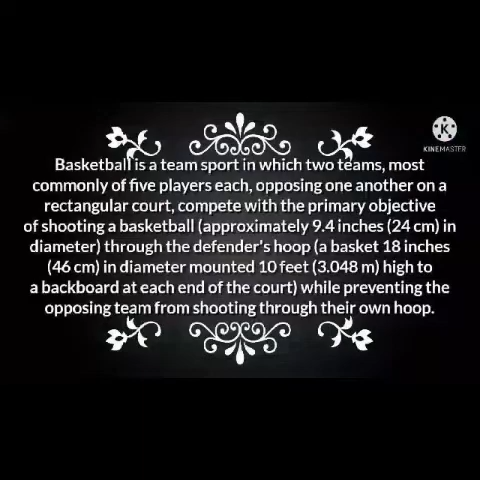 KINEMASTER
Basketball is a team sport in which two teams, most
commonly of five players each, opposing one another on a
rectangular court, compete with the primary objective
of shooting a basketball (approximately 9.4 inches (24 cm) in
diameter) through the defender's hoop (a basket 18 inches
(46 cm) in diameter mounted 10 feet (3.048 m) high to
a backboard at each end of the court) while preventing the
opposing team from shooting through their own hoop.